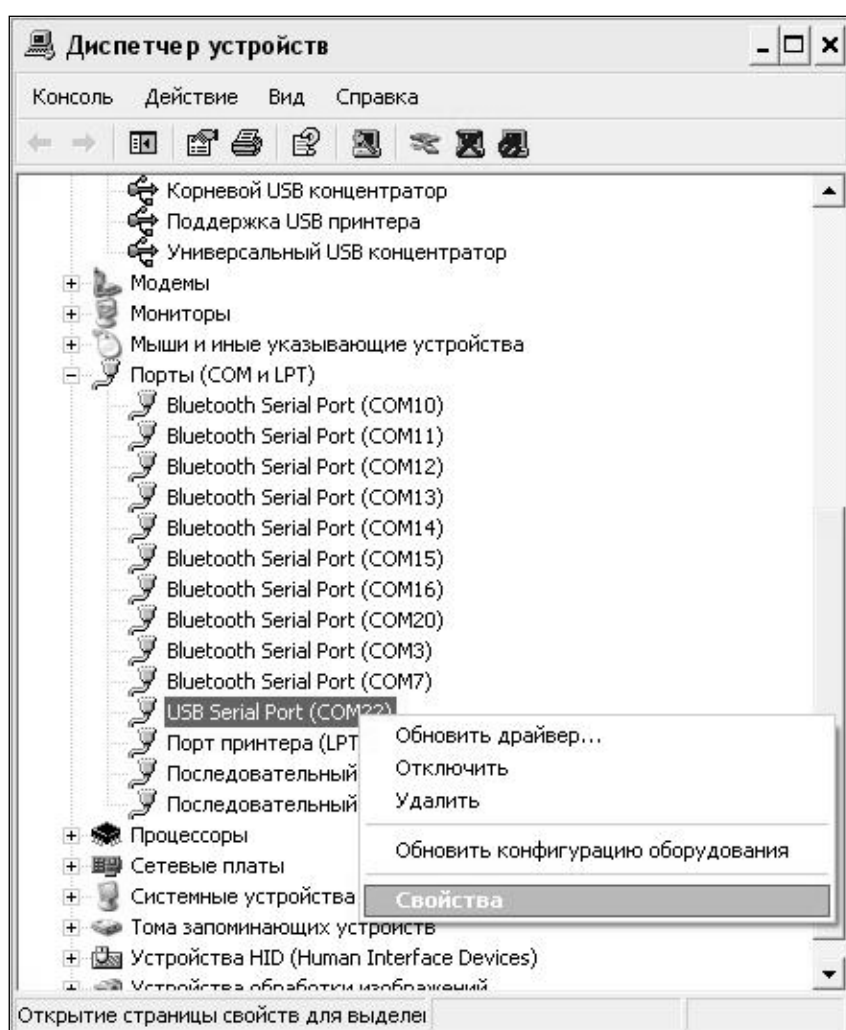 Диспетчер устройств
Консоль Действие Вид Справка
Корневой USB концентратор
Поддержка USB принтера
Универсальный USB концентратор
Модемы
Мониторы
Мыши и иные указывающие устройства
Порты (COM и LPT)
Bluetooth Serial Port (COM10)
Bluetooth Serial Port (COM11)
Bluetooth Serial Port (COM12)
Bluetooth Serial Port (COM13)
Bluetooth Serial Port (COM14)
Bluetooth Serial Port (COM15)
Bluetooth Serial Port (COM16)
Bluetooth Serial Port (COM20)
Bluetooth Serial Port (COM3)
Bluetooth Serial Port (COM7)
USB Serial Port (COM22)
Порт принтера (LPT
Последовательный
Последовательный
Процессоры
Сетевые платы
Системные устройства
Тома запоминающих устройств
Устройства HID (Human Interface Devices)
Устройства обработки изображений
Обновить драйвер...
Отключить
Удалить
Обновить конфигурацию оборудования
Свойства
Открытие страницы свойств для выделе